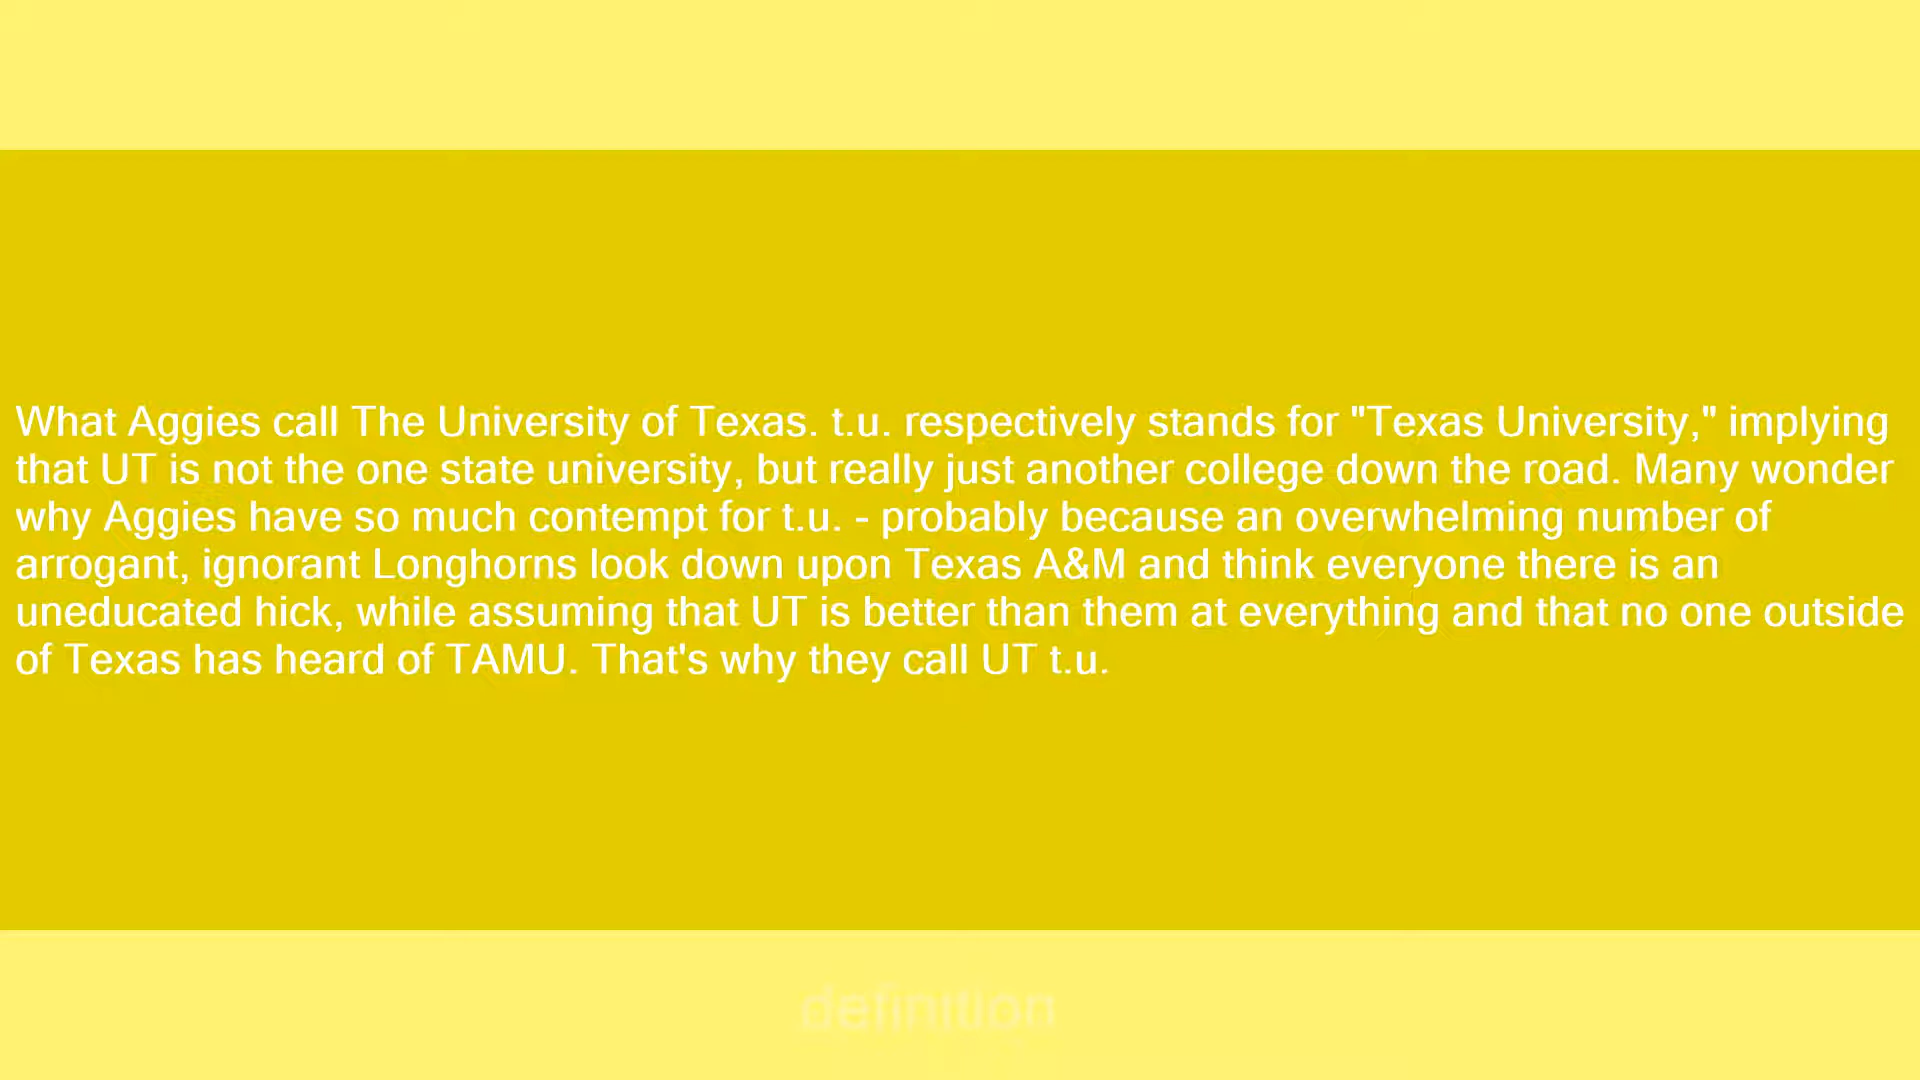 What Aggies call The University of Texas. t.u. respectively stands for "Texas University," implying
that UT is not the one state university, but really just another college down the road. Many wonder
why Aggies have so much contempt for t.u. - probably because an overwhelming number of
arrogant, ignorant Longhorns look down upon Texas A&M and think everyone there is an
uneducated hick, while assuming that UT is better than them at everything and that no one outside
of Texas has heard of TAMU. That's why they call UT t.u.
definition